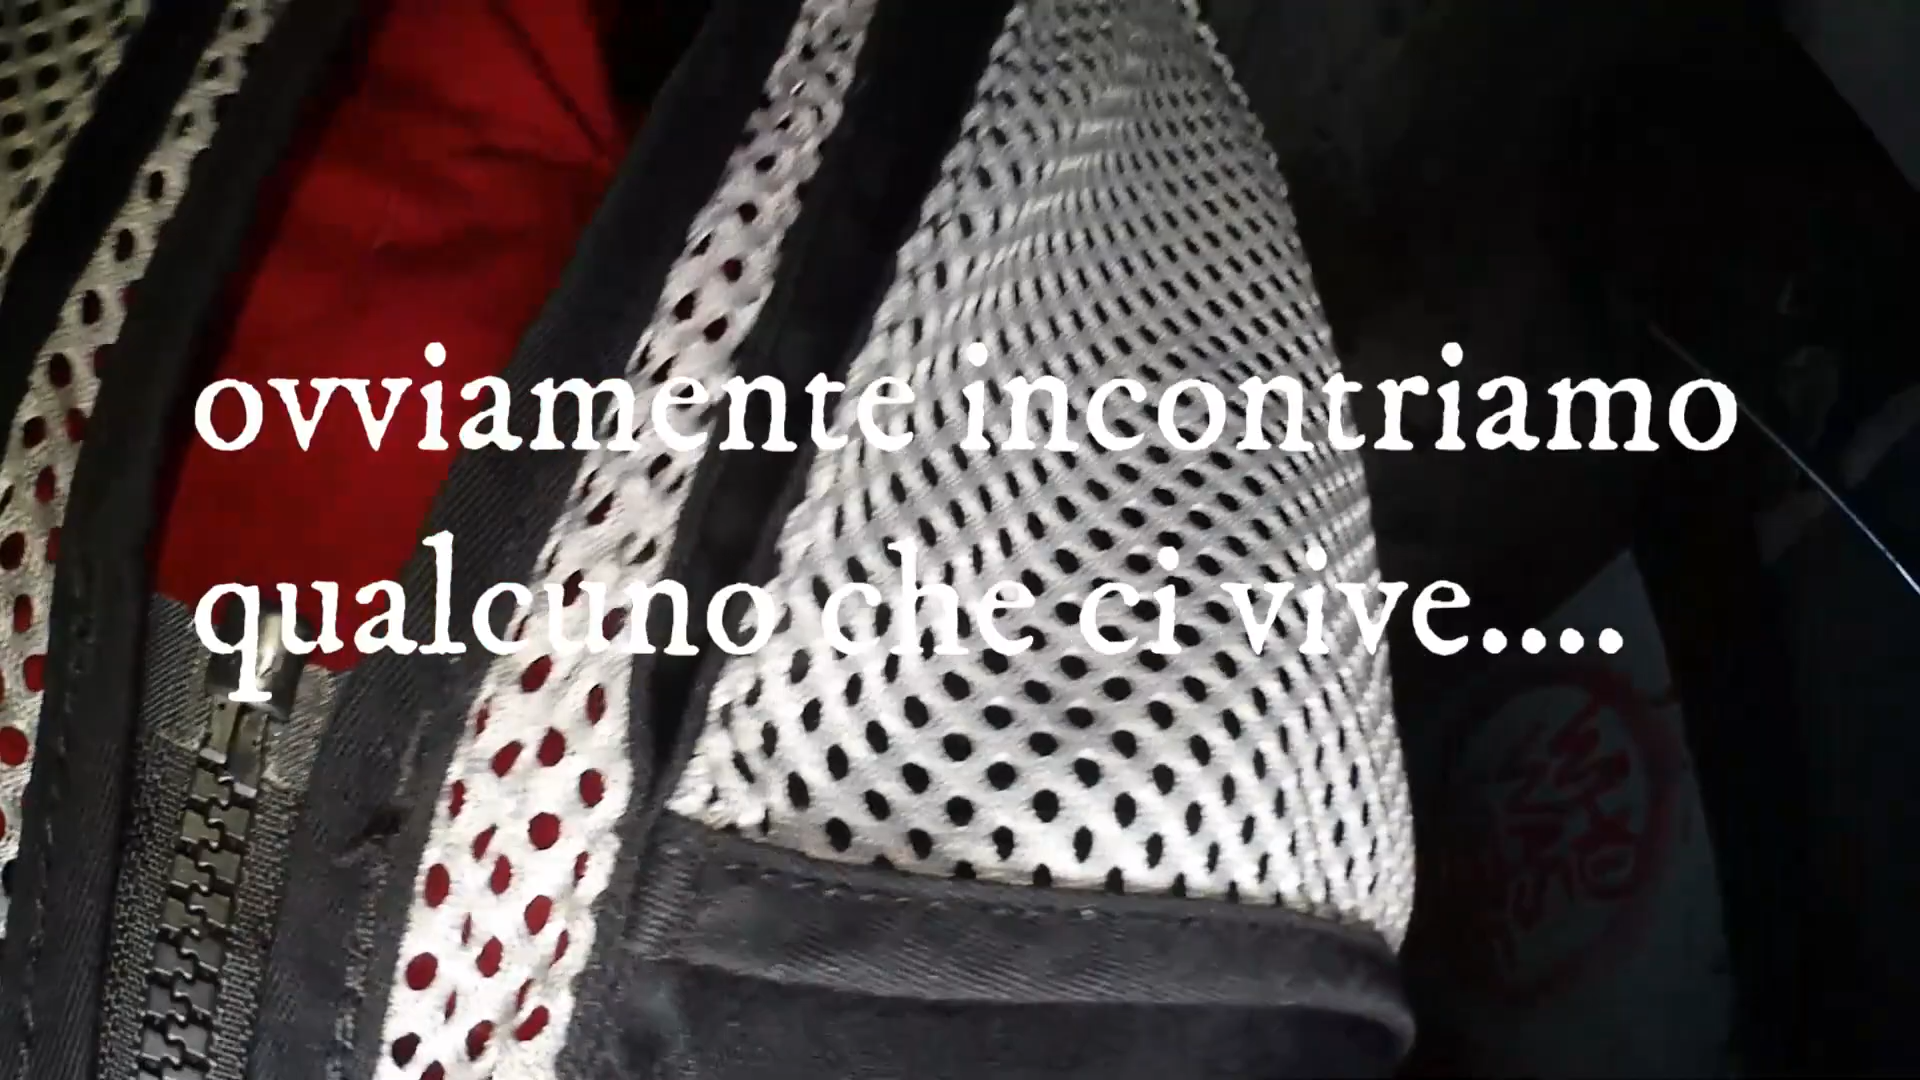 ovviamente incontriamo
qualcuno che ci vive....